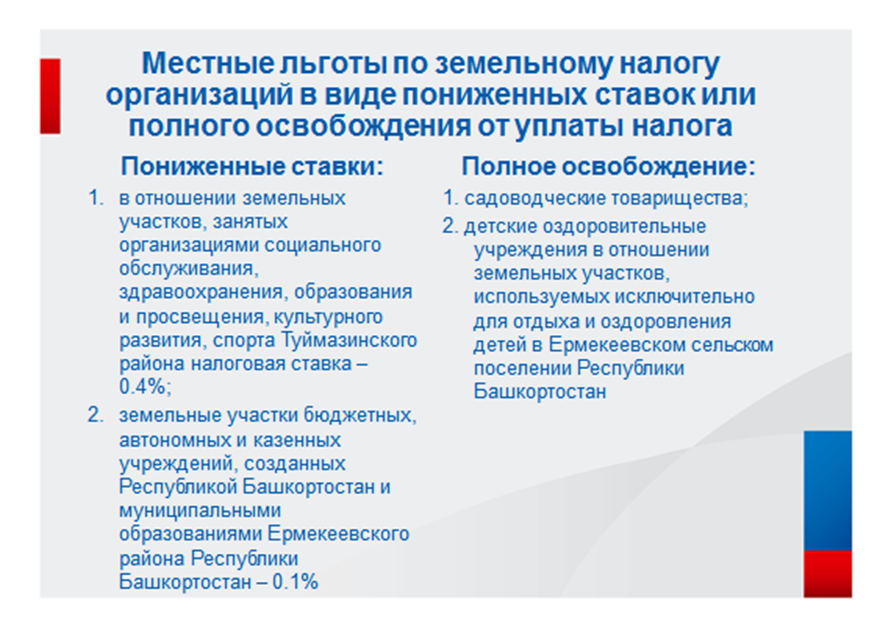 Местные льготы по земельному налогу
организаций в виде пониженных ставок или
полного освобождения от уплаты налога
Пониженные ставки:
1. в отношении земельных
участков, занятых
организациями социального
обслуживания,
здравоохранения, образования
и просвещения, культурного
развития, спорта Туймазинского
района налоговая ставка –
0.4%;
2. земельные участки бюджетных,
автономных и казенных
учреждений, созданных
Республикой Башкортостан и
муниципальными
образованиями Ермекеевского
района Республики
Башкортостан – 0.1%
Полное освобождение:
1. садоводческие товарищества;
2. детские оздоровительные
учреждения в отношении
земельных участков,
используемых исключительно
для отдыха и оздоровления
детей в Ермекеевском сельском
поселении Республики
Башкортостан